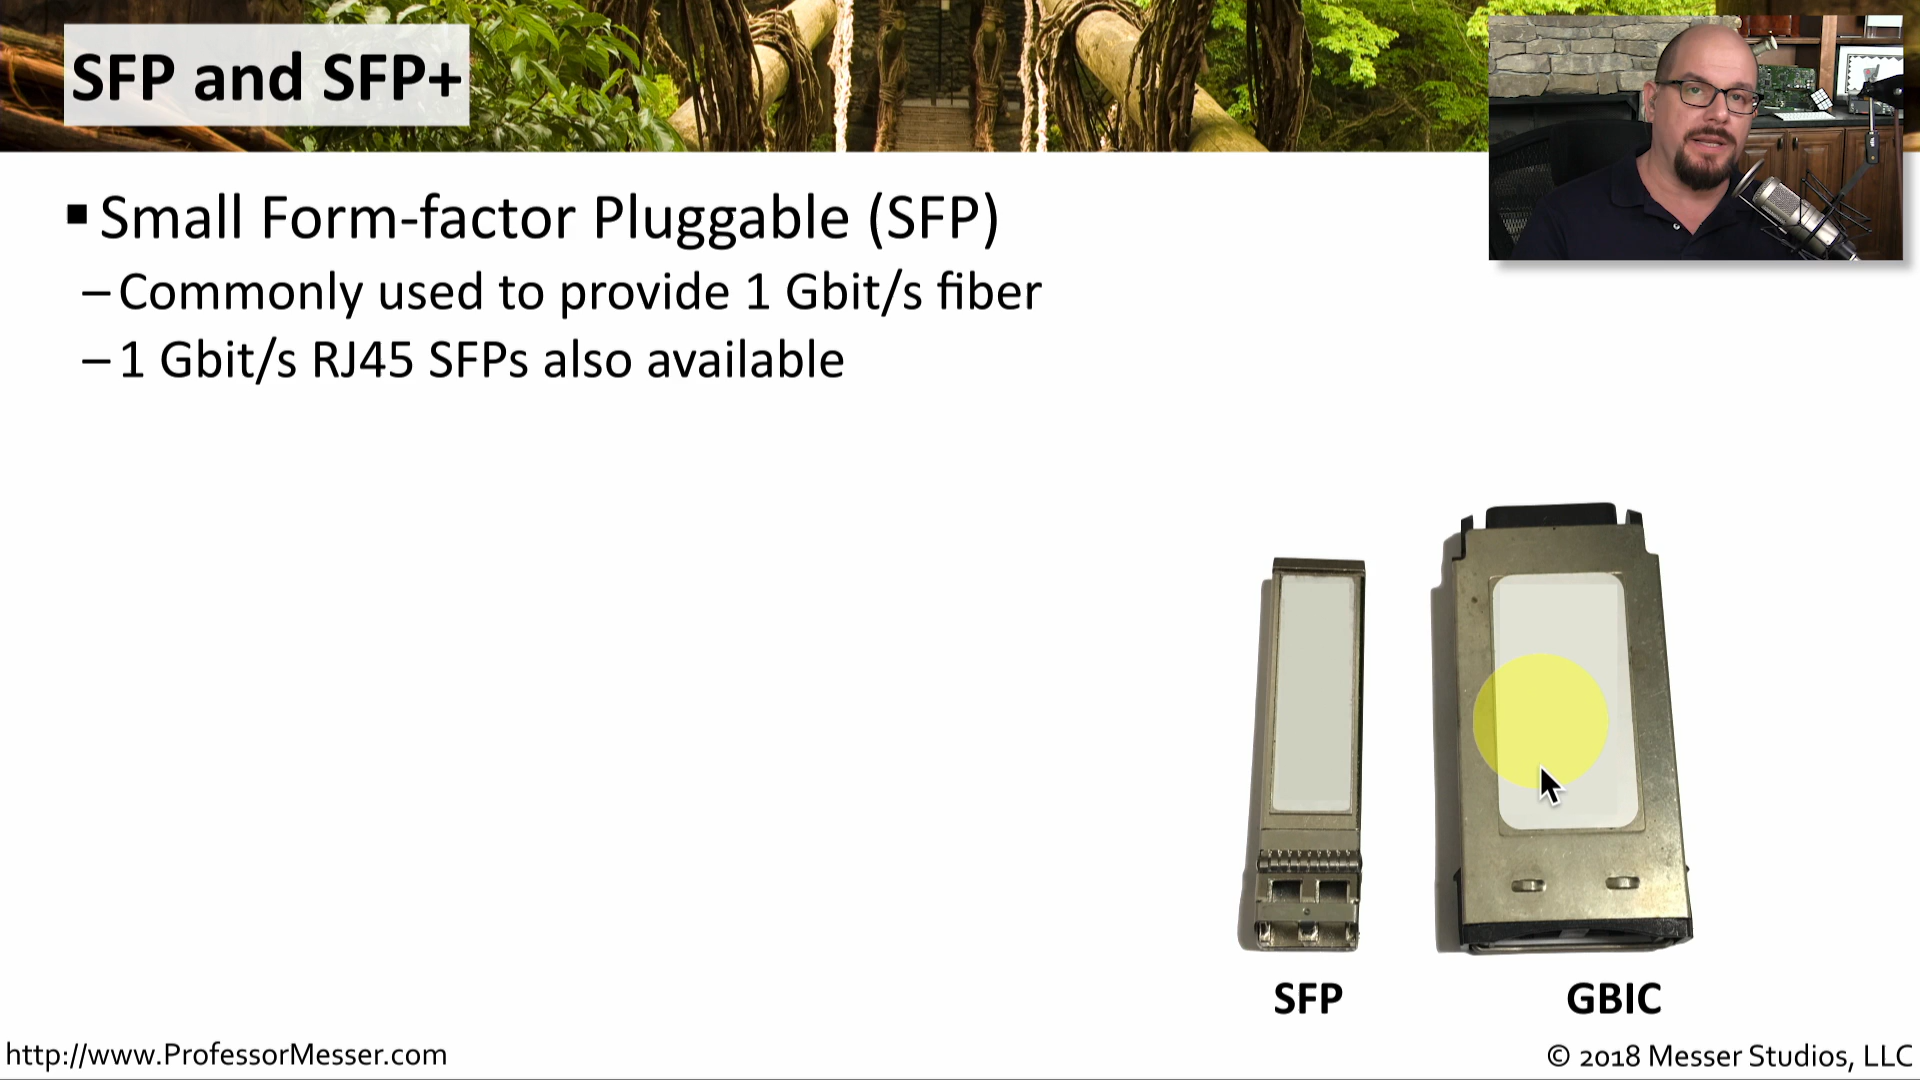 SFP and SFP+
▪ Small Form-factor Pluggable (SFP)
– Commonly used to provide 1 Gbit/s fiber
– 1 Gbit/s RJ45 SFPs also available
SFP
GBIC
http://www.ProfessorMesser.com
© 2018 Messer Studios, LLC